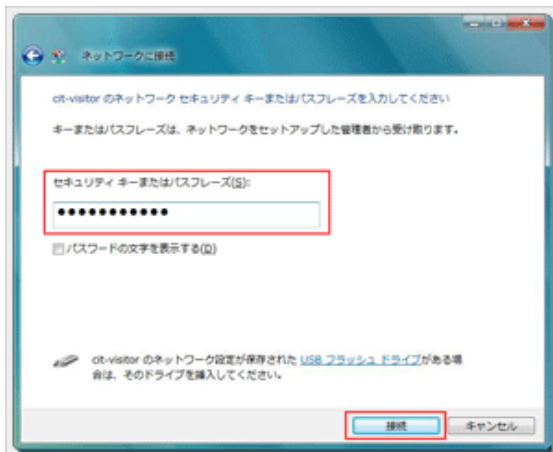 ネットワークに接続
cit-visitor のネットワーク セキュリティ キーまたはパスフレーズを入力してください
キーまたはパスフレーズは、ネットワークをセットアップした管理者から受け取ります。
セキュリティ キーまたはパスフレーズ(S):
●●●●●●●●●●●
パスワードの文字を表示する(D)
cit-visitor のネットワーク設定が保存された USB フラッシュ ドライブがある場
合は、そのドライブを挿入してください。
接続
キャンセル